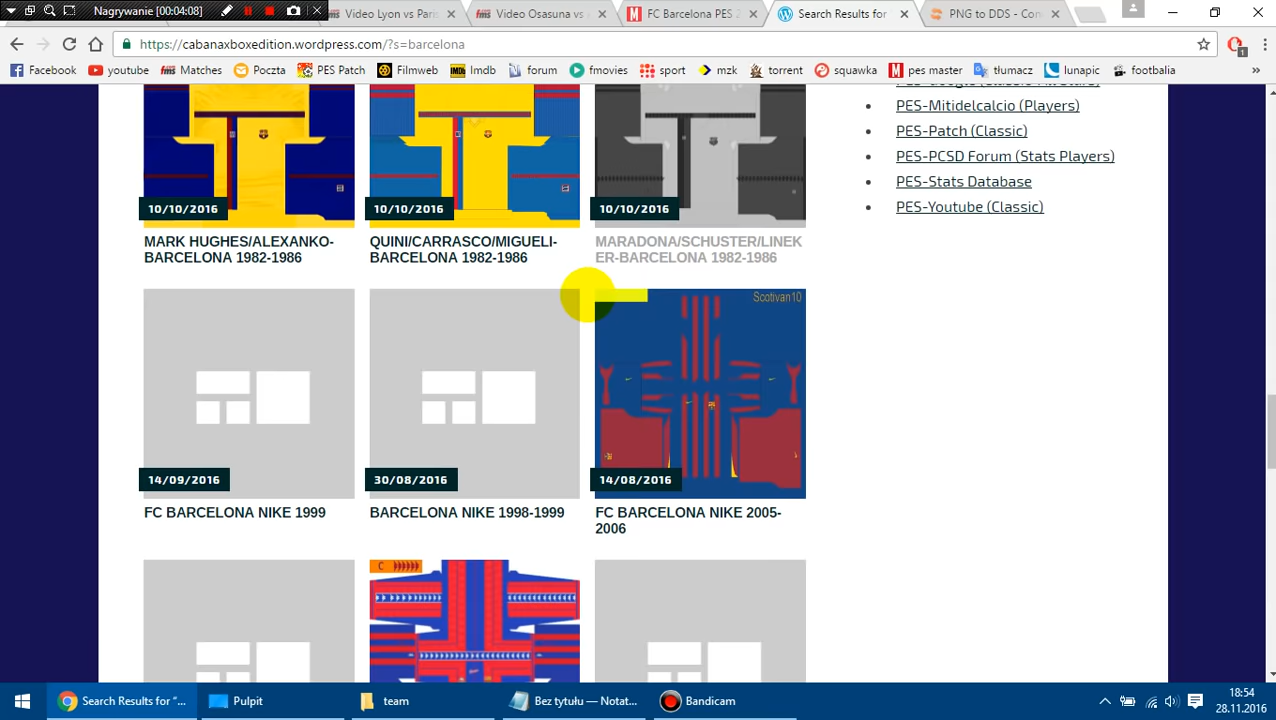 Nagrywanie [00:04:08]
Video Lyon vs Pari
Video Osasuna vs
FC Barcelona PES 2
Search Results for
PNG to DDS - Con
https://cabanaxboxedition.wordpress.com/?s=barcelona
Facebook
youtube
Matches
Poczta
PES Patch
Filmweb
Imdb
forum
fmovies
sport
mzk
torrent
squawka
pes master
tłumacz
lunapic
footbalia
PES-Mitidelcalcio (Players)
PES-Patch (Classic)
PES-PCSD Forum (Stats Players)
PES-Stats Database
PES-Youtube (Classic)
10/10/2016
10/10/2016
10/10/2016
MARK HUGHES/ALEXANKO-
BARCELONA 1982-1986
QUINI/CARRASCO/MIGUELI-
BARCELONA 1982-1986
MARADONA/SCHUSTER/LINEK
ER-BARCELONA 1982-1986
Scotivan10
14/09/2016
30/08/2016
14/08/2016
FC BARCELONA NIKE 1999
BARCELONA NIKE 1998-1999
FC BARCELONA NIKE 2005-
2006
C
Search Results for "...
Pulpit
team
Bez tytułu — Notat...
Bandicam
18:54
28.11.2016